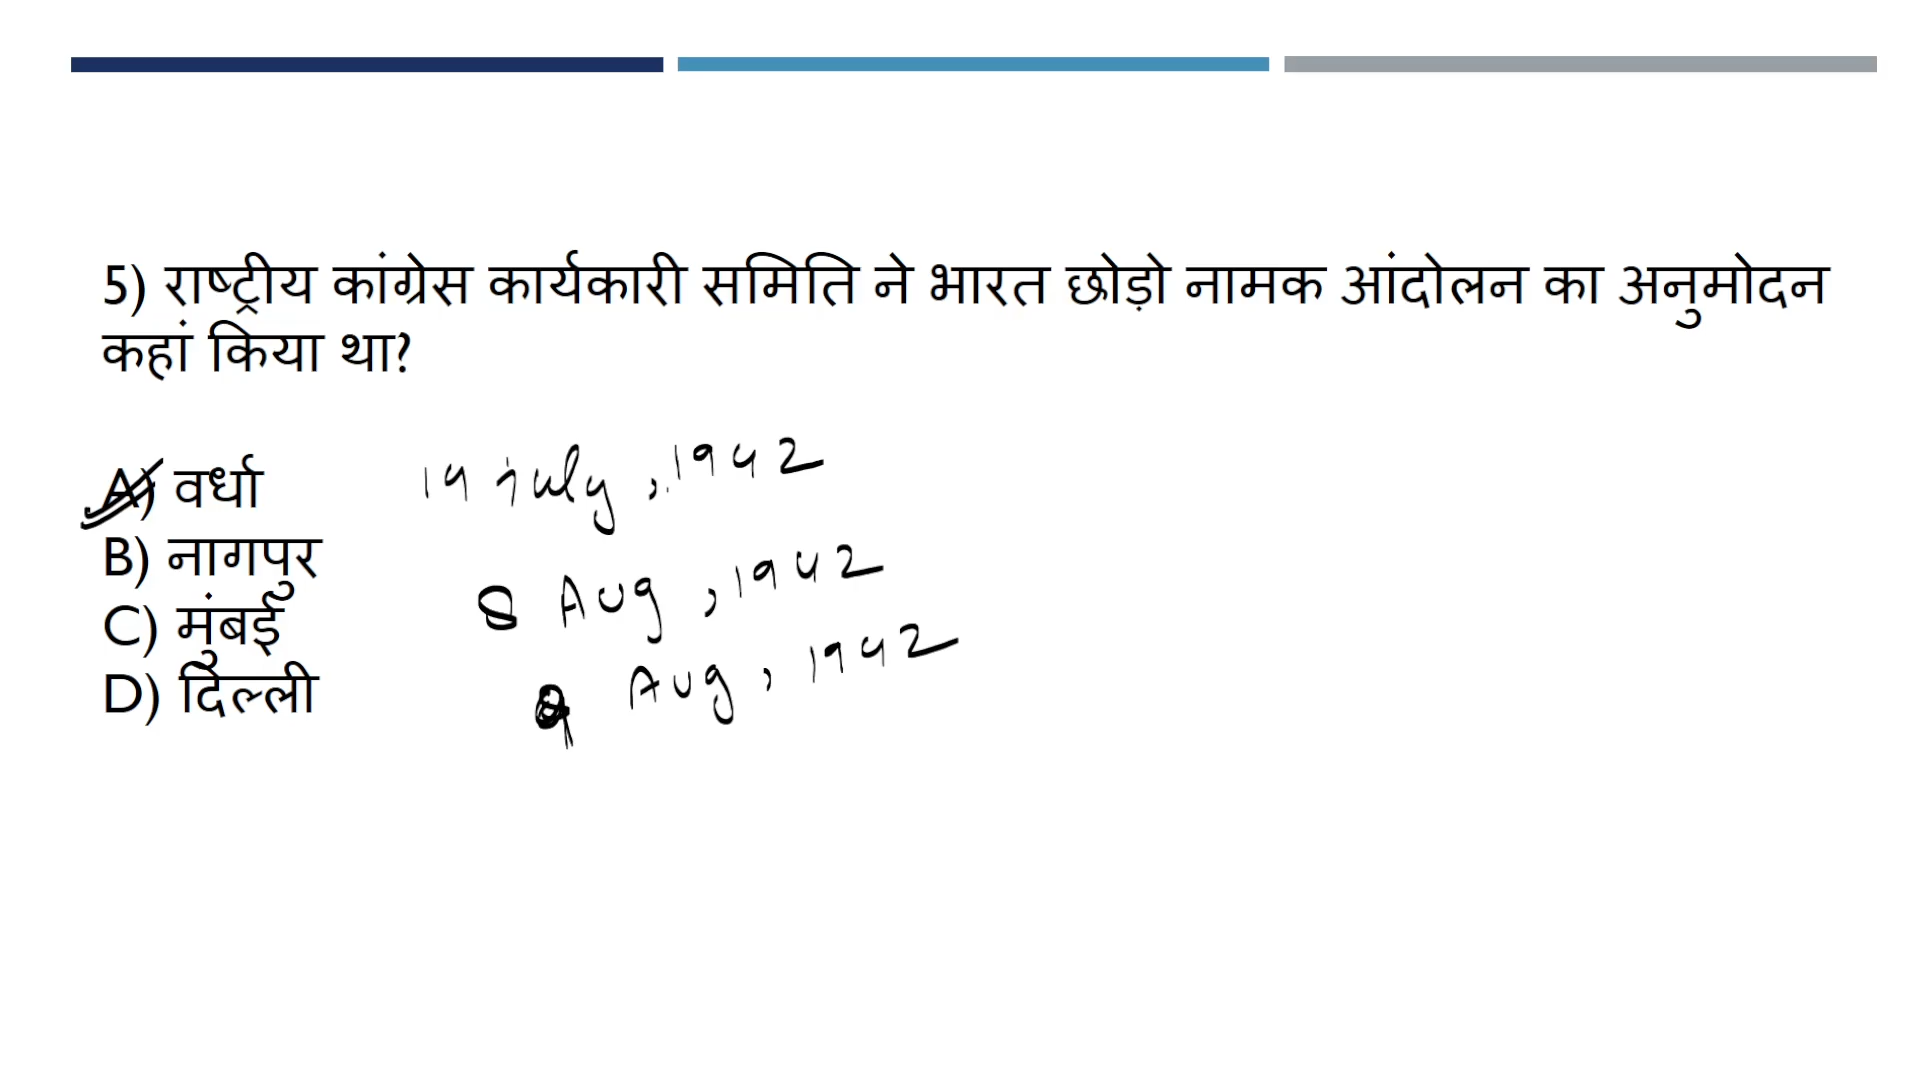 5) राष्ट्रीय कांग्रेस कार्यकारी समिति ने भारत छोड़ो नामक आंदोलन का अनुमोदन
कहां किया था?
A) वर्धा 14 july, 1942
B) नागपुर
C) मुंबई 8 Aug, 1942
D) दिल्ली 9 Aug, 1942